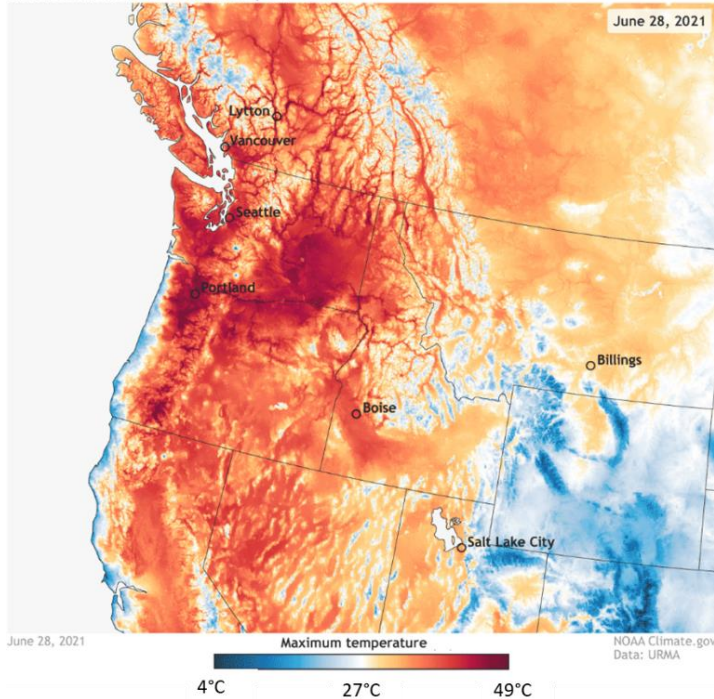 June 28, 2021
Lytton
Vancouver
Seattle
Portland
Billings
Boise
Salt Lake City
June 28, 2021
Maximum temperature
NOAA Climate.gov
Data: URMA
4°C 27°C 49°C